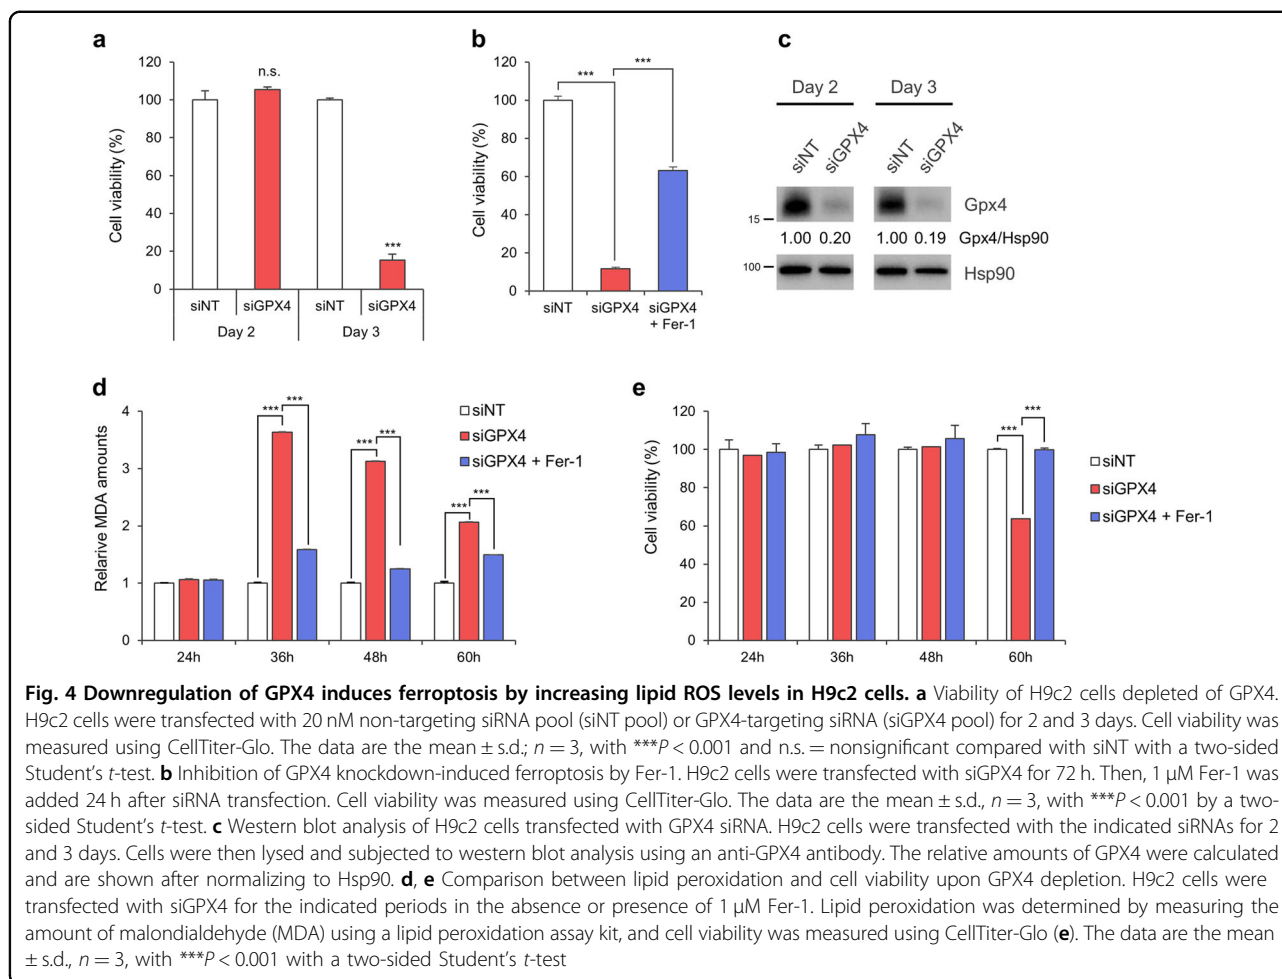 a
120
100
80
60
40
20
0
Cell viability (%)
n.s.
***
siNT
siGPX4
siNT
siGPX4
Day 2
Day 3
b
120
100
80
60
40
20
0
Cell viability (%)
***
***
siNT
siGPX4
siGPX4
+ Fer-1
c
Day 2
Day 3
siNT
siGPX4
siNT
siGPX4
15
Gpx4
1.00 0.20 1.00 0.19 Gpx4/Hsp90
100
Hsp90
d
4
3
2
1
0
Relarive MDA amounts
siNT
siGPX4
siGPX4 + Fer-1
*** ***
*** ***
*** ***
24h 36h 48h 60h
e
120
100
80
60
40
20
0
Cell viability (%)
***
***
siNT
siGPX4
siGPX4 + Fer-1
24h 36h 48h 60h
Fig. 4 Downregulation of GPX4 induces ferroptosis by increasing lipid ROS levels in H9c2 cells. a Viability of H9c2 cells depleted of GPX4.
H9c2 cells were transfected with 20 nM non-targeting siRNA pool (siNT pool) or GPX4-targeting siRNA (siGPX4 pool) for 2 and 3 days. Cell viability was
measured using CellTiter-Glo. The data are the mean ± s.d.; n = 3, with ***P < 0.001 and n.s. = nonsignificant compared with siNT with a two-sided
Student's t-test. b Inhibition of GPX4 knockdown-induced ferroptosis by Fer-1. H9c2 cells were transfected with siGPX4 for 72 h. Then, 1 µM Fer-1 was
added 24 h after siRNA transfection. Cell viability was measured using CellTiter-Glo. The data are the mean ± s.d., n = 3, with ***P < 0.001 by a two-
sided Student's t-test. c Western blot analysis of H9c2 cells transfected with GPX4 siRNA. H9c2 cells were transfected with the indicated siRNAs for 2
and 3 days. Cells were then lysed and subjected to western blot analysis using an anti-GPX4 antibody. The relative amounts of GPX4 were calculated
and are shown after normalizing to Hsp90. d, e Comparison between lipid peroxidation and cell viability upon GPX4 depletion. H9c2 cells were
transfected with siGPX4 for the indicated periods in the absence or presence of 1 µM Fer-1. Lipid peroxidation was determined by measuring the
amount of malondialdehyde (MDA) using a lipid peroxidation assay kit, and cell viability was measured using CellTiter-Glo (e). The data are the mean
± s.d., n = 3, with ***P < 0.001 with a two-sided Student's t-test